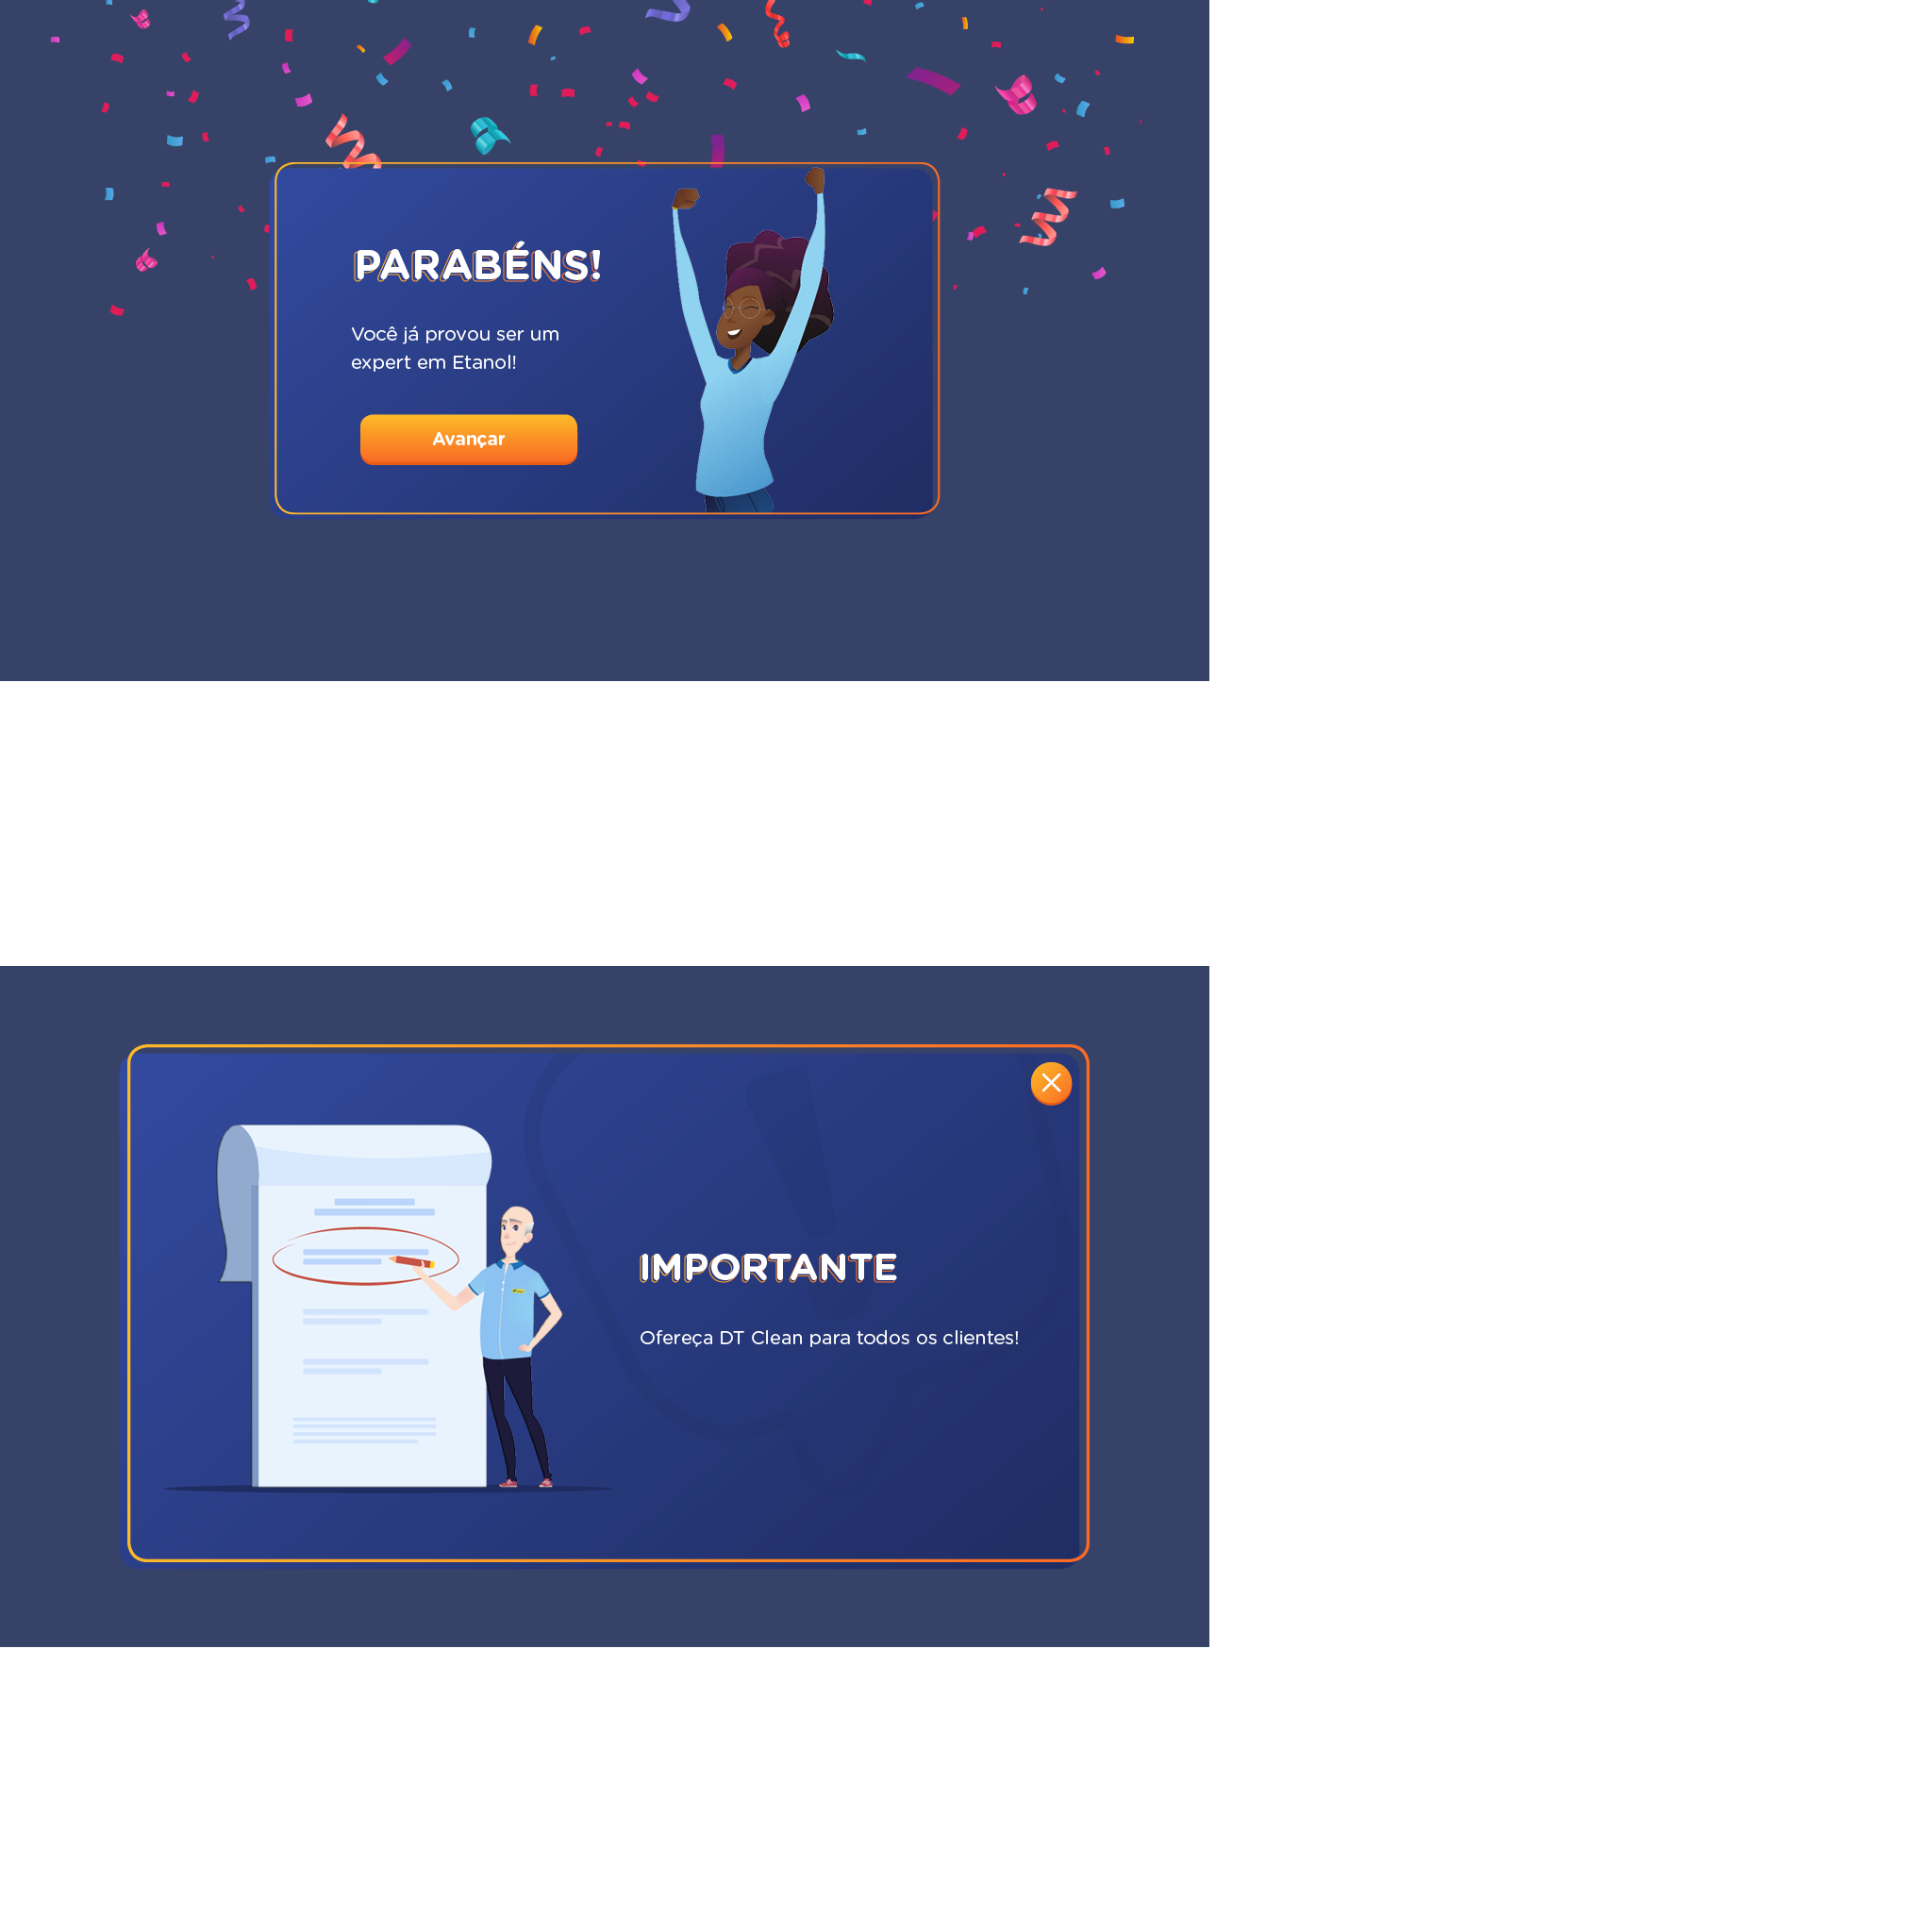 PARABÉNS!
Você já provou ser um
expert em Etanol!
Avançar
IMPORTANTE
Ofereça DT Clean para todos os clientes!